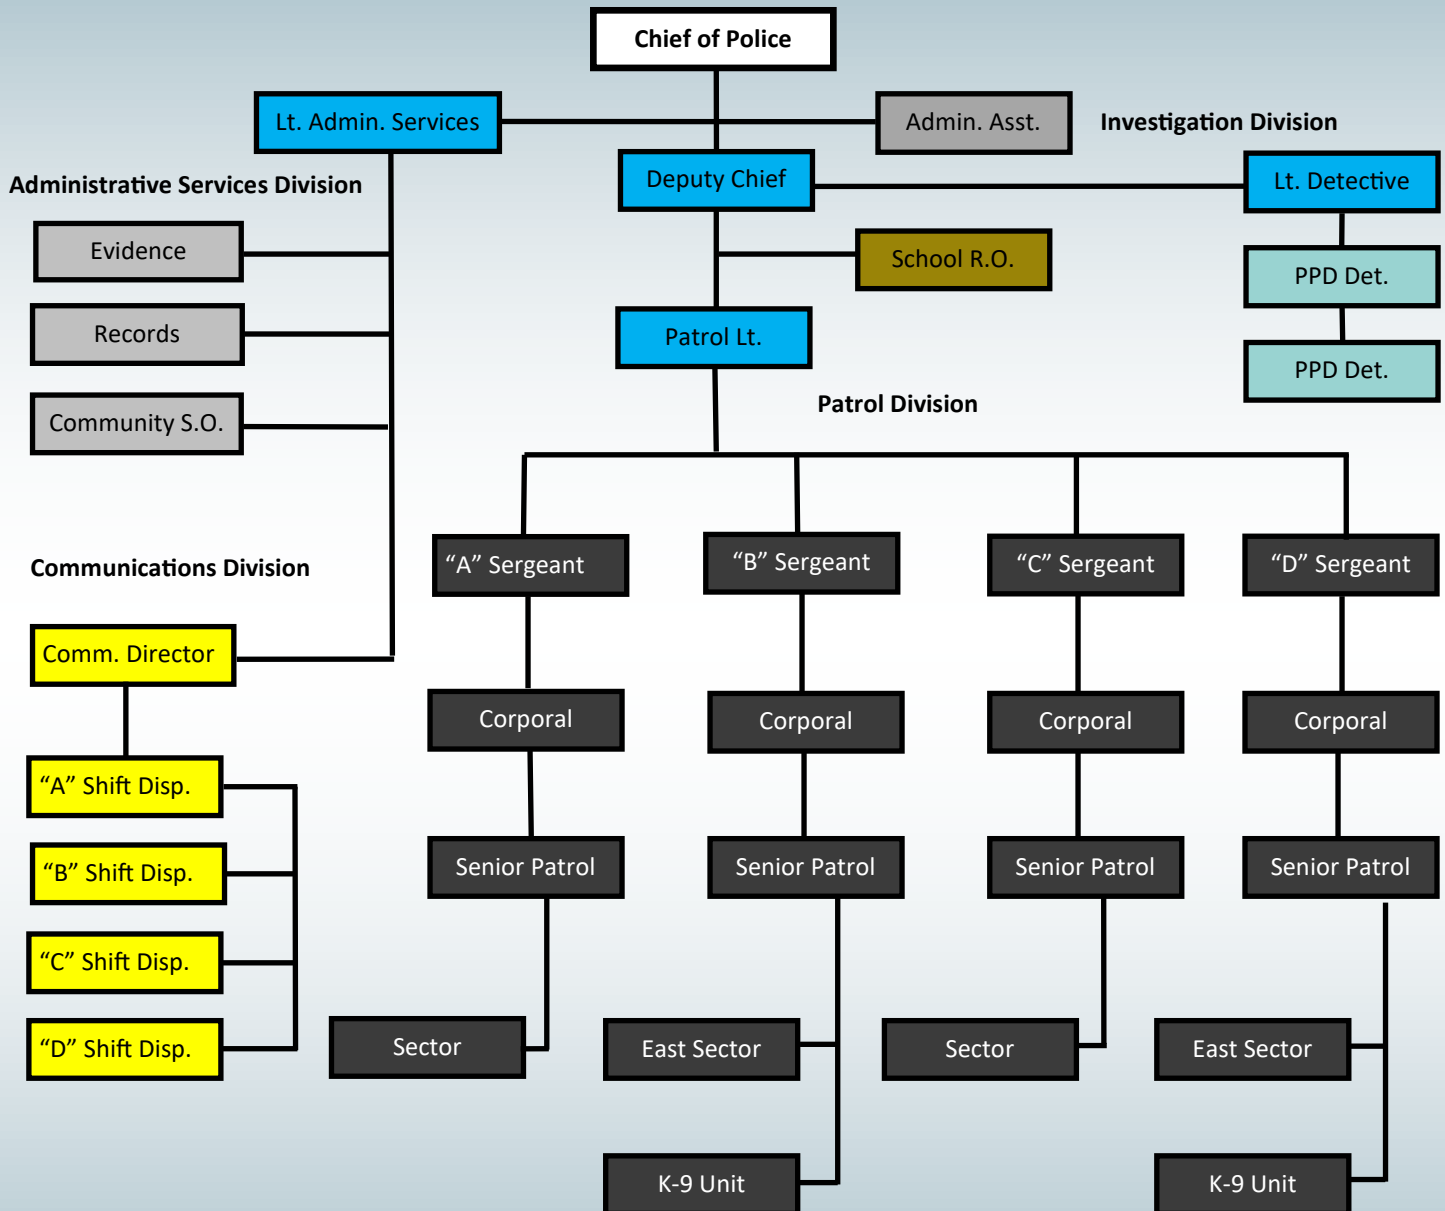 Chief of Police
Lt. Admin. Services
Admin. Asst.
Investigation Division
Administrative Services Division
Deputy Chief
Lt. Detective
Evidence
School R.O.
PPD Det.
Records
Patrol Lt.
PPD Det.
Community S.O.
Patrol Division
Communications Division
“A” Sergeant
“B” Sergeant
“C” Sergeant
“D” Sergeant
Comm. Director
Corporal
Corporal
Corporal
Corporal
“A” Shift Disp.
“B” Shift Disp.
Senior Patrol
Senior Patrol
Senior Patrol
Senior Patrol
“C” Shift Disp.
“D” Shift Disp.
Sector
East Sector
Sector
East Sector
K-9 Unit
K-9 Unit